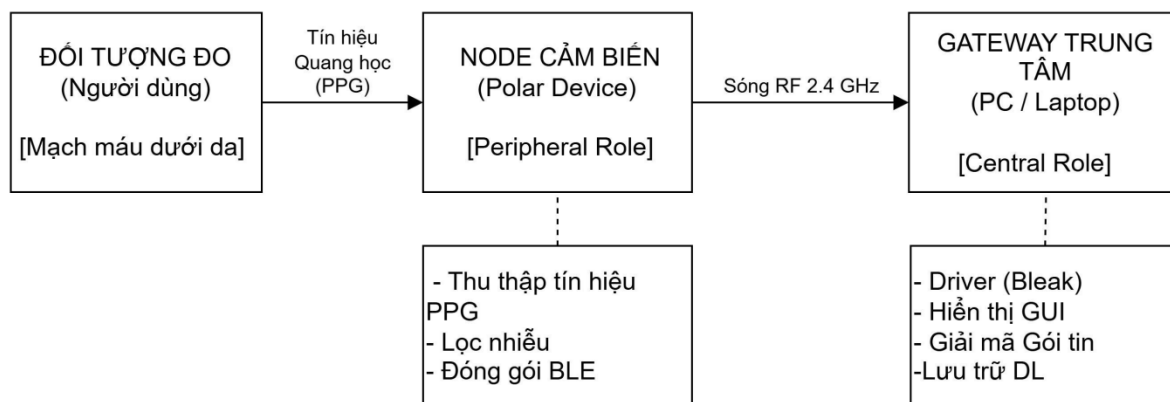 ĐỐI TƯỢNG ĐO
(Người dùng)
[Mạch máu dưới da]
Tín hiệu
Quang học
(PPG)
NODE CẢM BIẾN
(Polar Device)
[Peripheral Role]
Sóng RF 2.4 GHz
GATEWAY TRUNG
TÂM
(PC / Laptop)
[Central Role]
- Thu thập tín hiệu
PPG
- Lọc nhiễu
- Đóng gói BLE
- Driver (Bleak)
- Hiển thị GUI
- Giải mã Gói tin
-Lưu trữ DL